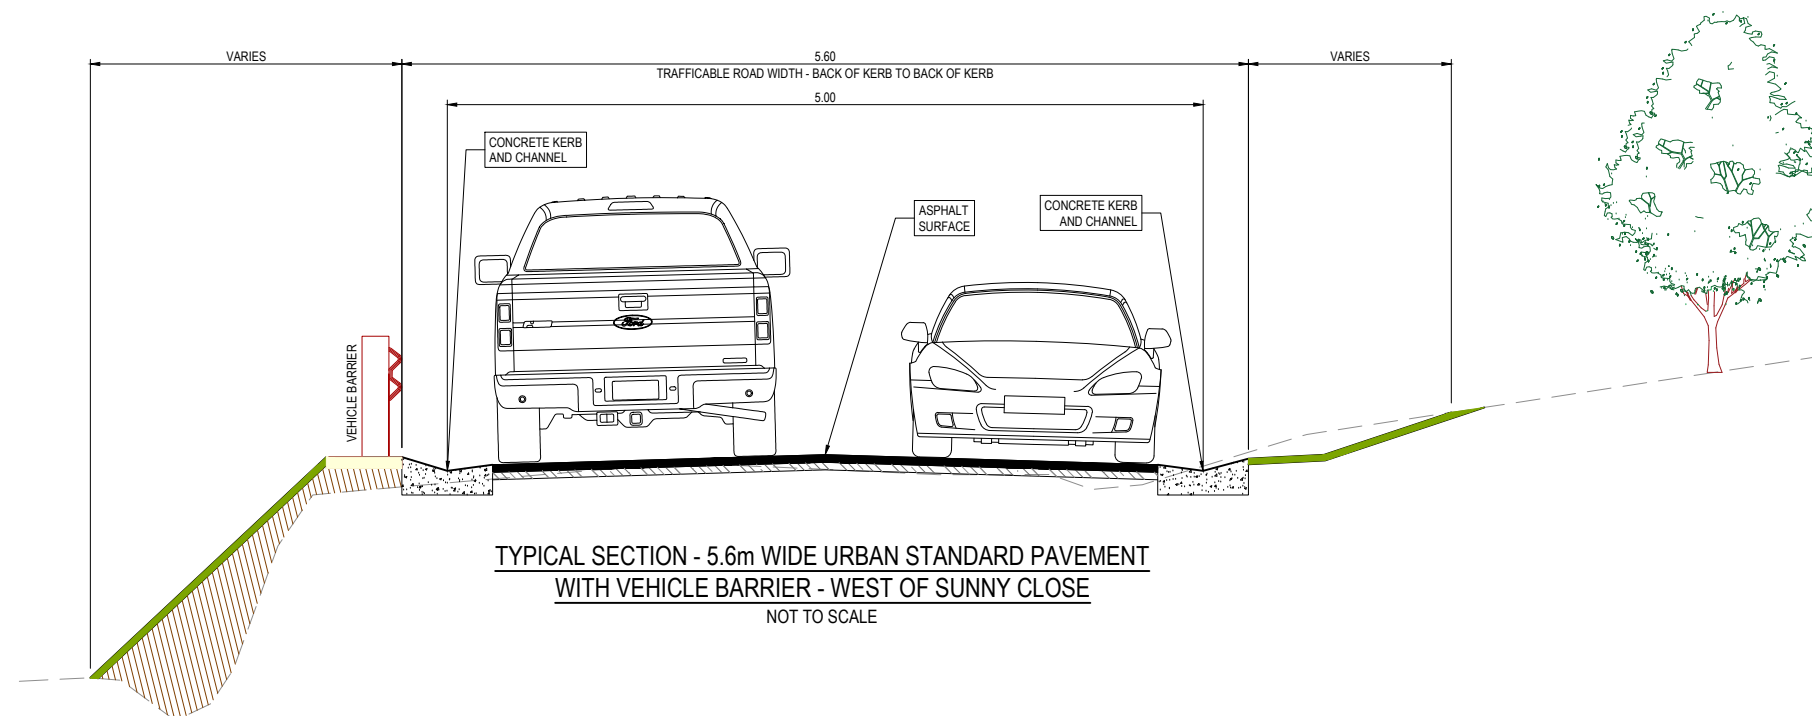 VARIES
5.60
VARIES
TRAFFICABLE ROAD WIDTH - BACK OF KERB TO BACK OF KERB
5.00
CONCRETE KERB
AND CHANNEL
ASPHALT
SURFACE
CONCRETE KERB
AND CHANNEL
Ford
VEHICLE BARRIER
TYPICAL SECTION - 5.6m WIDE URBAN STANDARD PAVEMENT
WITH VEHICLE BARRIER - WEST OF SUNNY CLOSE
NOT TO SCALE